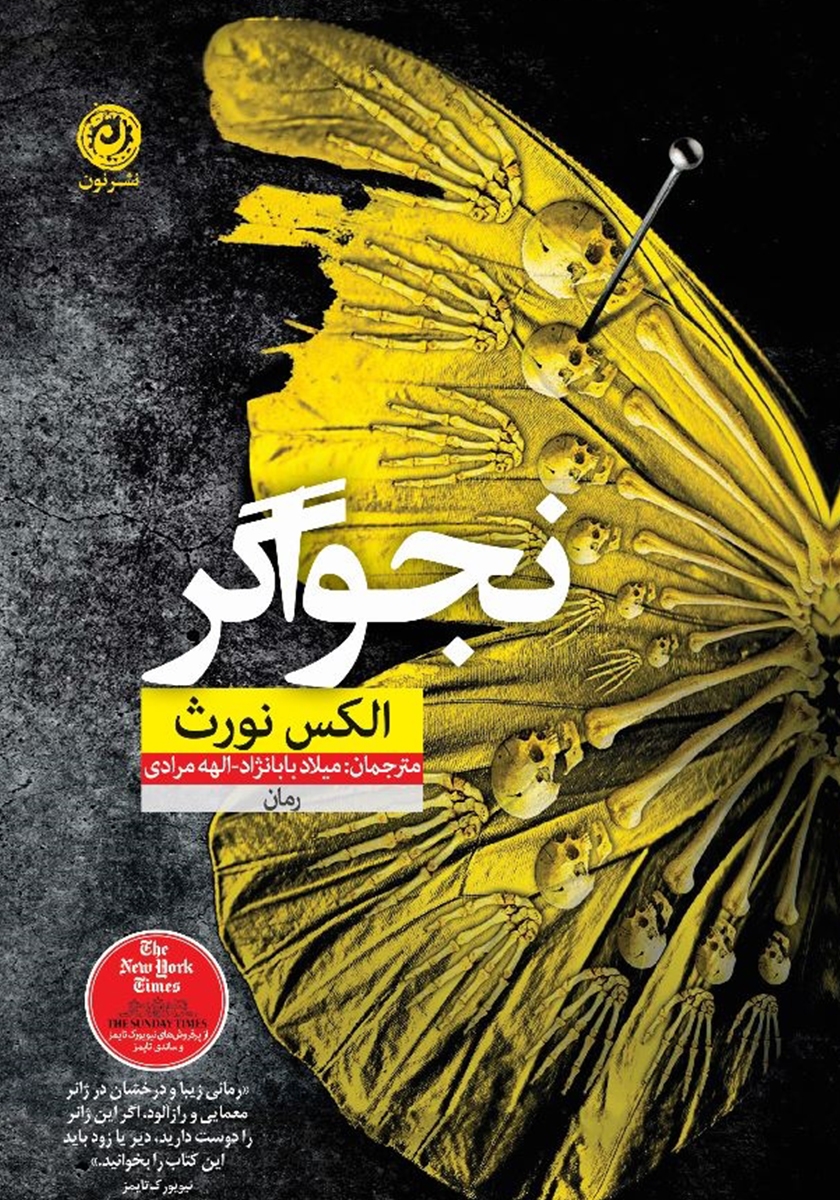 نشر نون
نجواگر
الکس نورث
مترجمان: میلاد بابانژاد-الهه مرادی
رمان
The
New York
Times
THE SUNDAY TIMES
از پرفروش‌های نیویورک تایمز
و ساندی تایمز
«رمانی زیبا و درخشان در ژانر
معمایی و رازآلود. اگر این ژانر
را دوست دارید، دیر یا زود باید
این کتاب را بخوانید.»
نیویورک تایمز